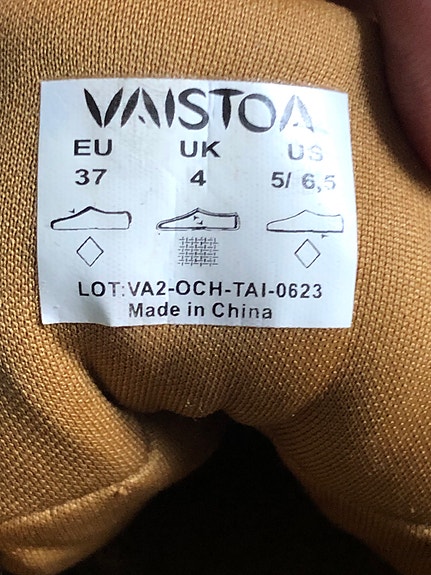 VAISTOA
EU UK US
37 4 5/ 6,5
LOT:VA2-OCH-TAI-0623
Made in China